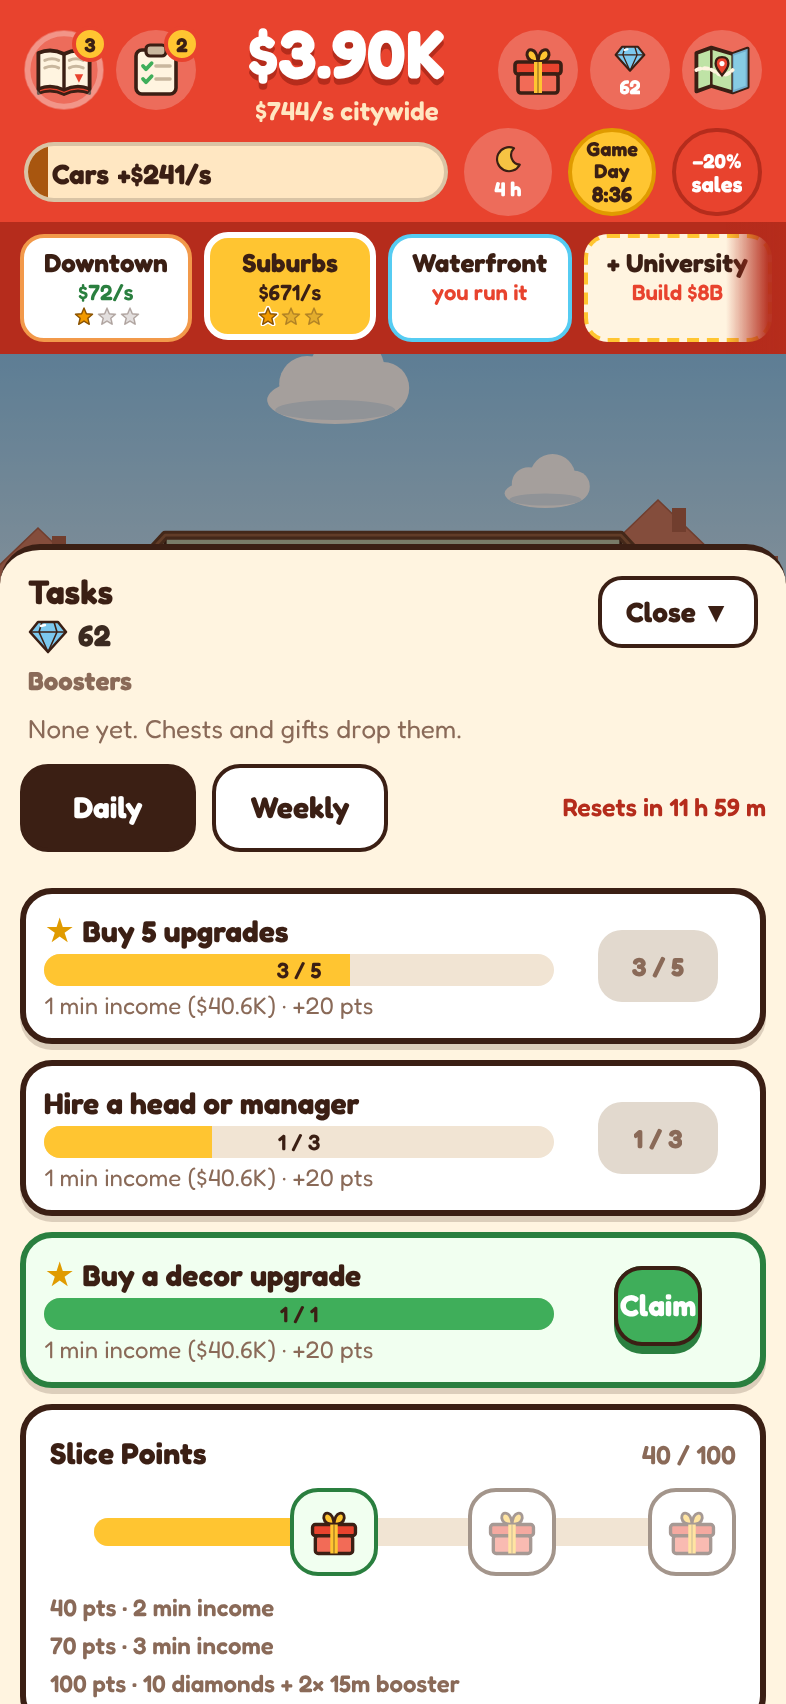 3
2
$3.90K
$744/s citywide
62
Cars +$241/s
4 h
Game
Day
8:36
−20%
sales
Downtown
$72/s
Suburbs
$671/s
Waterfront
you run it
+ University
Build $8B
Tasks
62
Close ▼
Boosters
None yet. Chests and gifts drop them.
Daily
Weekly
Resets in 11 h 59 m
★ Buy 5 upgrades
3 / 5
1 min income ($40.6K) · +20 pts
3 / 5
Hire a head or manager
1 / 3
1 min income ($40.6K) · +20 pts
1 / 3
★ Buy a decor upgrade
1 / 1
1 min income ($40.6K) · +20 pts
Claim
Slice Points
40 / 100
40 pts · 2 min income
70 pts · 3 min income
100 pts · 10 diamonds + 2× 15m booster